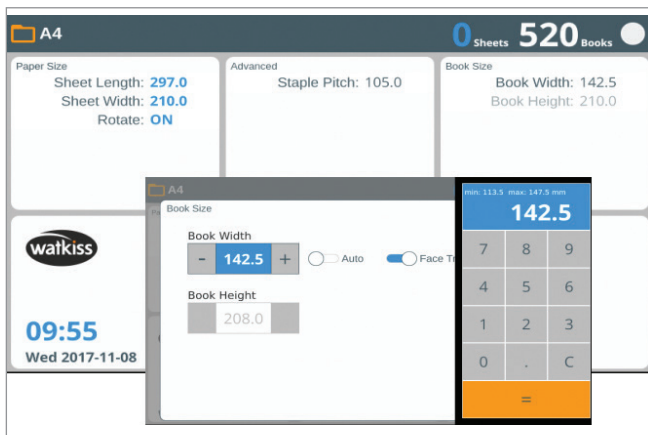 A4
0 Sheets 520 Books
Paper Size
Sheet Length: 297.0
Sheet Width: 210.0
Rotate: ON
Advanced
Staple Pitch: 105.0
Book Size
Book Width: 142.5
Book Height: 210.0
watkiss
09:55
Wed 2017-11-08
A4
Book Size
Book Width
- 142.5 + Auto Face Tr
Book Height
208.0
min: 113.5 max: 147.5 mm
142.5
7 8 9
4 5 6
1 2 3
0 . C
=